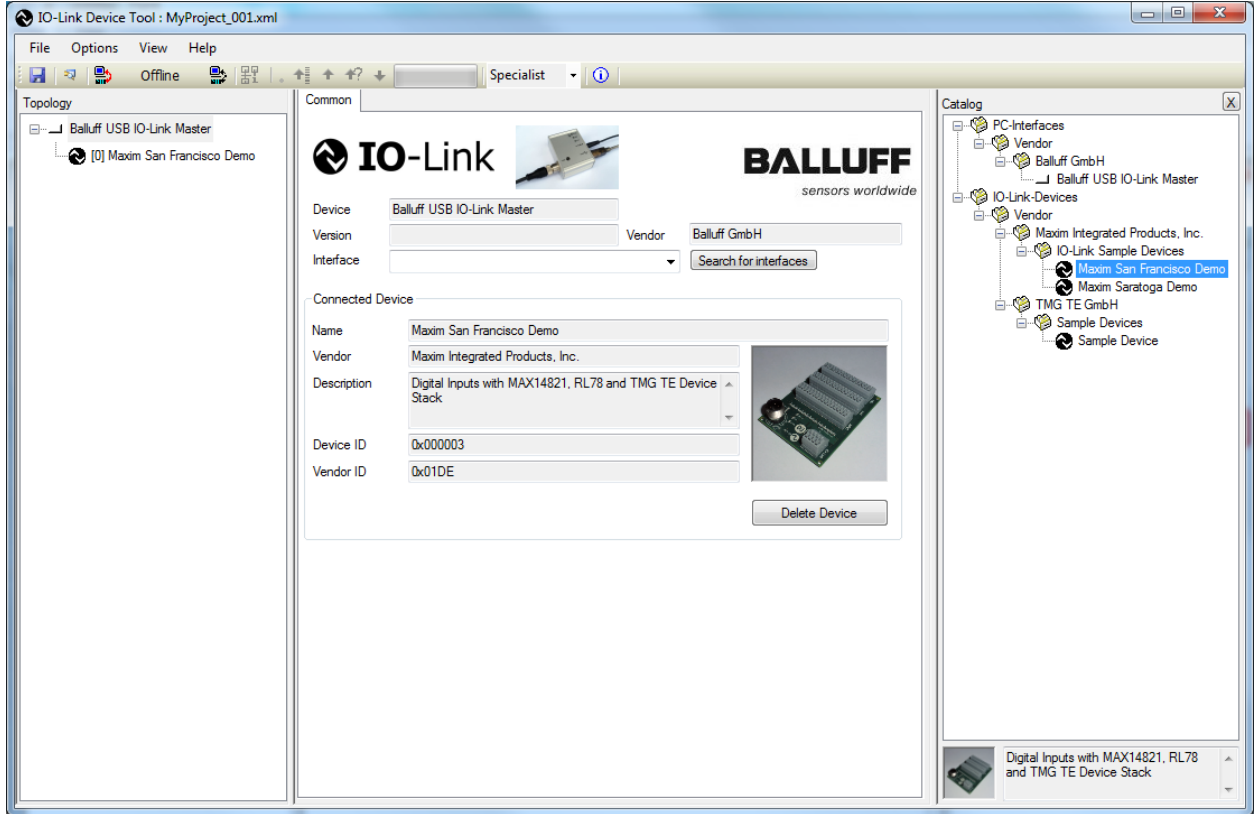 IO-Link Device Tool : MyProject_001.xml
File Options View Help
Offline Specialist
Topology
Balluff USB IO-Link Master
[0] Maxim San Francisco Demo
Common
IO-Link
BALLUFF
sensors worldwide
Device Balluff USB IO-Link Master
Version Vendor Balluff GmbH
Interface Search for interfaces
Connected Device
Name Maxim San Francisco Demo
Vendor Maxim Integrated Products, Inc.
Description Digital Inputs with MAX14821, RL78 and TMG TE Device
Stack
Device ID 0x000003
Vendor ID 0x01DE
Delete Device
Catalog X
PC-Interfaces
Vendor
Balluff GmbH
Balluff USB IO-Link Master
IO-Link-Devices
Vendor
Maxim Integrated Products, Inc.
IO-Link Sample Devices
Maxim San Francisco Demo
Maxim Saratoga Demo
TMG TE GmbH
Sample Devices
Sample Device
Digital Inputs with MAX14821, RL78
and TMG TE Device Stack